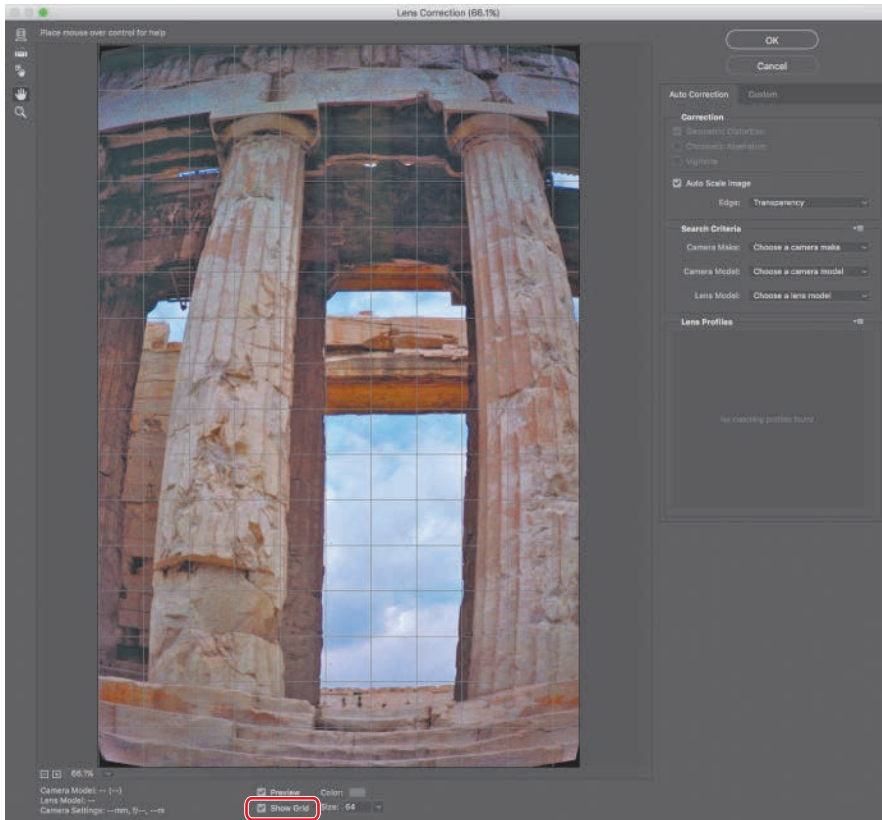 Lens Correction (66.1%)
Place mouse over control for help
OK
Cancel
Auto Correction Custom
Correction
Geometric Distortion
Chromatic Aberration
Vignette
Auto Scale Image
Edge: Transparency
Search Criteria
Camera Make: Choose a camera make
Camera Model: Choose a camera model
Lens Model: Choose a lens model
Lens Profiles
No matching profiles found
66.1%
Camera Model: -- (--)
Lens Model: --
Camera Settings: --mm, f/--, --m
Preview Color:
Show Grid Size: 64